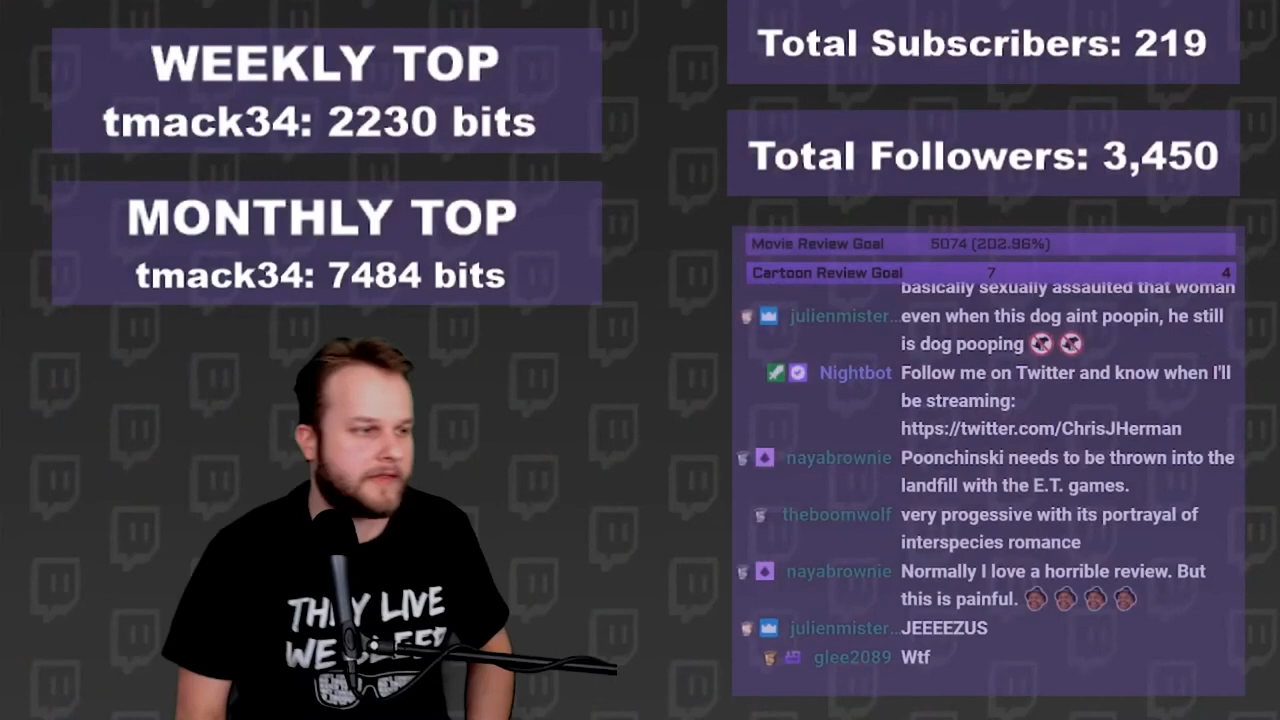 WEEKLY TOP
tmack34: 2230 bits
MONTHLY TOP
tmack34: 7484 bits
Total Subscribers: 219
Total Followers: 3,450
Movie Review Goal 5074 (202.96%)
Cartoon Review Goal 7 4
basically sexually assaulted that woman
julienmister... even when this dog aint poopin, he still
is dog pooping
Nightbot Follow me on Twitter and know when I'll
be streaming:
https://twitter.com/ChrisJHerman
nayabrownie Poonchinski needs to be thrown into the
landfill with the E.T. games.
theboomwolf very progessive with its portrayal of
interspecies romance
nayabrownie Normally I love a horrible review. But
this is painful.
julienmister... JEEEEZUS
glee2089 Wtf
THEY LIVE
WE SLEEP